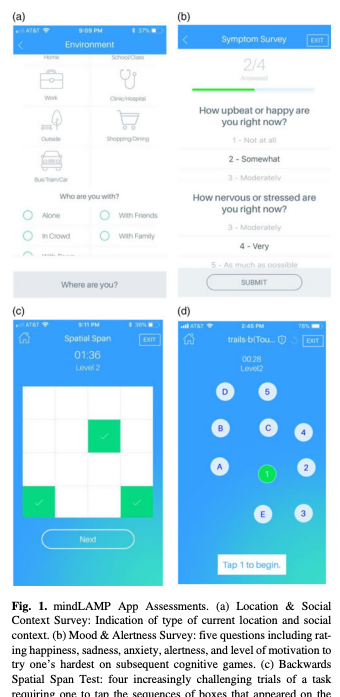 (a)
AT&T 9:09 PM 37%
Environment
Home School/Class
Work Clinic/Hospital
Outside Shopping/Dining
Bus/Train/Car
Who are you with?
Alone With Friends
In Crowd With Family
Where are you?
(b)
Symptom Survey EXIT
2/4
Answered
How upbeat or happy are
you right now?
1 - Not at all
2 - Somewhat
3 - Moderately
How nervous or stressed are
you right now?
3 - Moderately
4 - Very
5 - As much as possible
SUBMIT
(c)
AT&T 9:11 PM 36%
Spatial Span EXIT
01:36
Level 2
Next
(d)
AT&T 2:45 PM 78%
trails-b(Tou... EXIT
00:28
Level2
D 5
B C 4
A 1 2
E 3
Tap 1 to begin.
Fig. 1. mindLAMP App Assessments. (a) Location & Social
Context Survey: Indication of type of current location and social
context. (b) Mood & Alertness Survey: five questions including rat-
ing happiness, sadness, anxiety, alertness, and level of motivation to
try one's hardest on subsequent cognitive games. (c) Backwards
Spatial Span Test: four increasingly challenging trials of a task
requiring one to tap the sequences of boxes that appeared on the